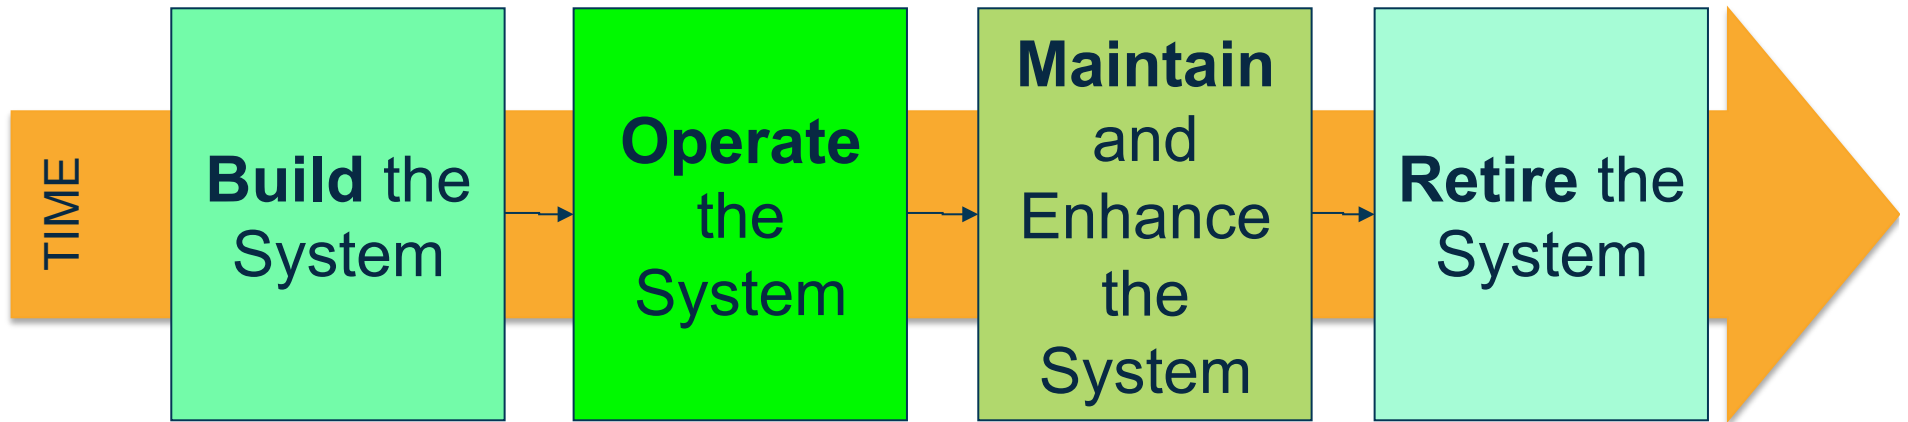 TIME
Build the
System
Operate
the
System
Maintain
and
Enhance
the
System
Retire the
System